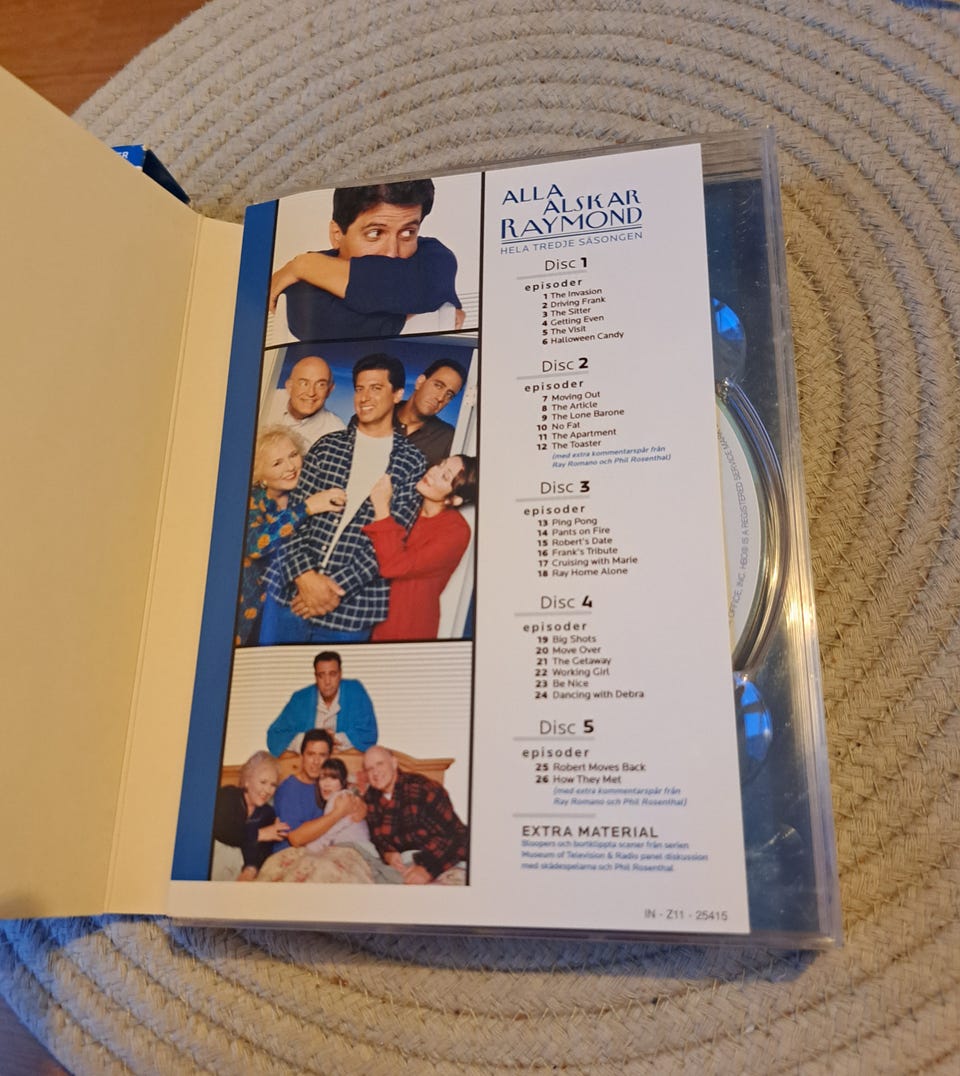 ALLA
ÄLSKAR
RAYMOND
HELA TREDJE SÄSONGEN
Disc 1
episoder
1 The Invasion
2 Driving Frank
3 The Sitter
4 Getting Even
5 The Visit
6 Halloween Candy
Disc 2
episoder
7 Moving Out
8 The Article
9 The Lone Barone
10 No Fat
11 The Apartment
12 The Toaster
(med extra kommentarspår från
Ray Romano och Phil Rosenthal)
Disc 3
episoder
13 Ping Pong
14 Pants on Fire
15 Robert's Date
16 Frank's Tribute
17 Cruising with Marie
18 Ray Home Alone
Disc 4
episoder
19 Big Shots
20 Move Over
21 The Getaway
22 Working Girl
23 Be Nice
24 Dancing with Debra
Disc 5
episoder
25 Robert Moves Back
26 How They Met
(med extra kommentarspår från
Ray Romano och Phil Rosenthal)
EXTRA MATERIAL
Bloopers och bortklippta scener från serien
Museum of Television & Radio panel diskussion
med skådespelarna och Phil Rosenthal
IN - Z11 - 25415
OFFICE, INC. HBO® IS A REGISTERED SERVICE MARK